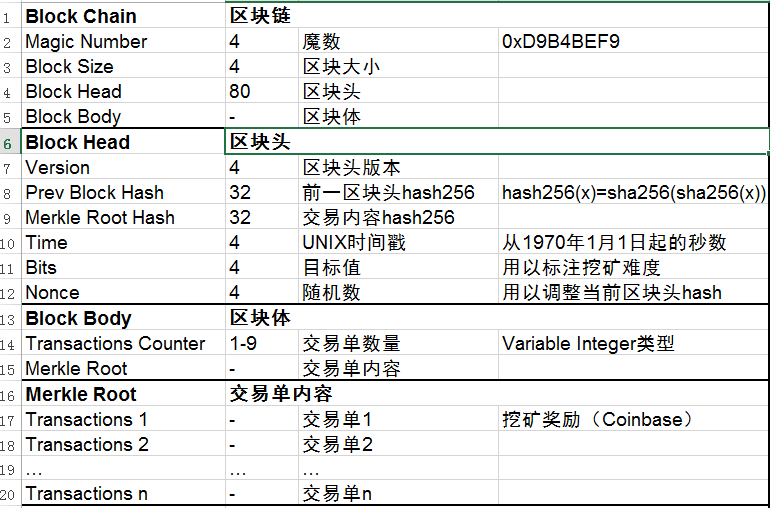 1 Block Chain 区块链
2 Magic Number 4 魔数 0xD9B4BEF9
3 Block Size 4 区块大小
4 Block Head 80 区块头
5 Block Body - 区块体
6 Block Head 区块头
7 Version 4 区块头版本
8 Prev Block Hash 32 前一区块头hash256 hash256(x)=sha256(sha256(x))
9 Merkle Root Hash 32 交易内容hash256
10 Time 4 UNIX时间戳 从1970年1月1日起的秒数
11 Bits 4 目标值 用以标注挖矿难度
12 Nonce 4 随机数 用以调整当前区块头hash
13 Block Body 区块体
14 Transactions Counter 1-9 交易单数量 Variable Integer类型
15 Merkle Root - 交易单内容
16 Merkle Root 交易单内容
17 Transactions 1 - 交易单1 挖矿奖励（Coinbase）
18 Transactions 2 - 交易单2
19 ... ... ...
20 Transactions n - 交易单n